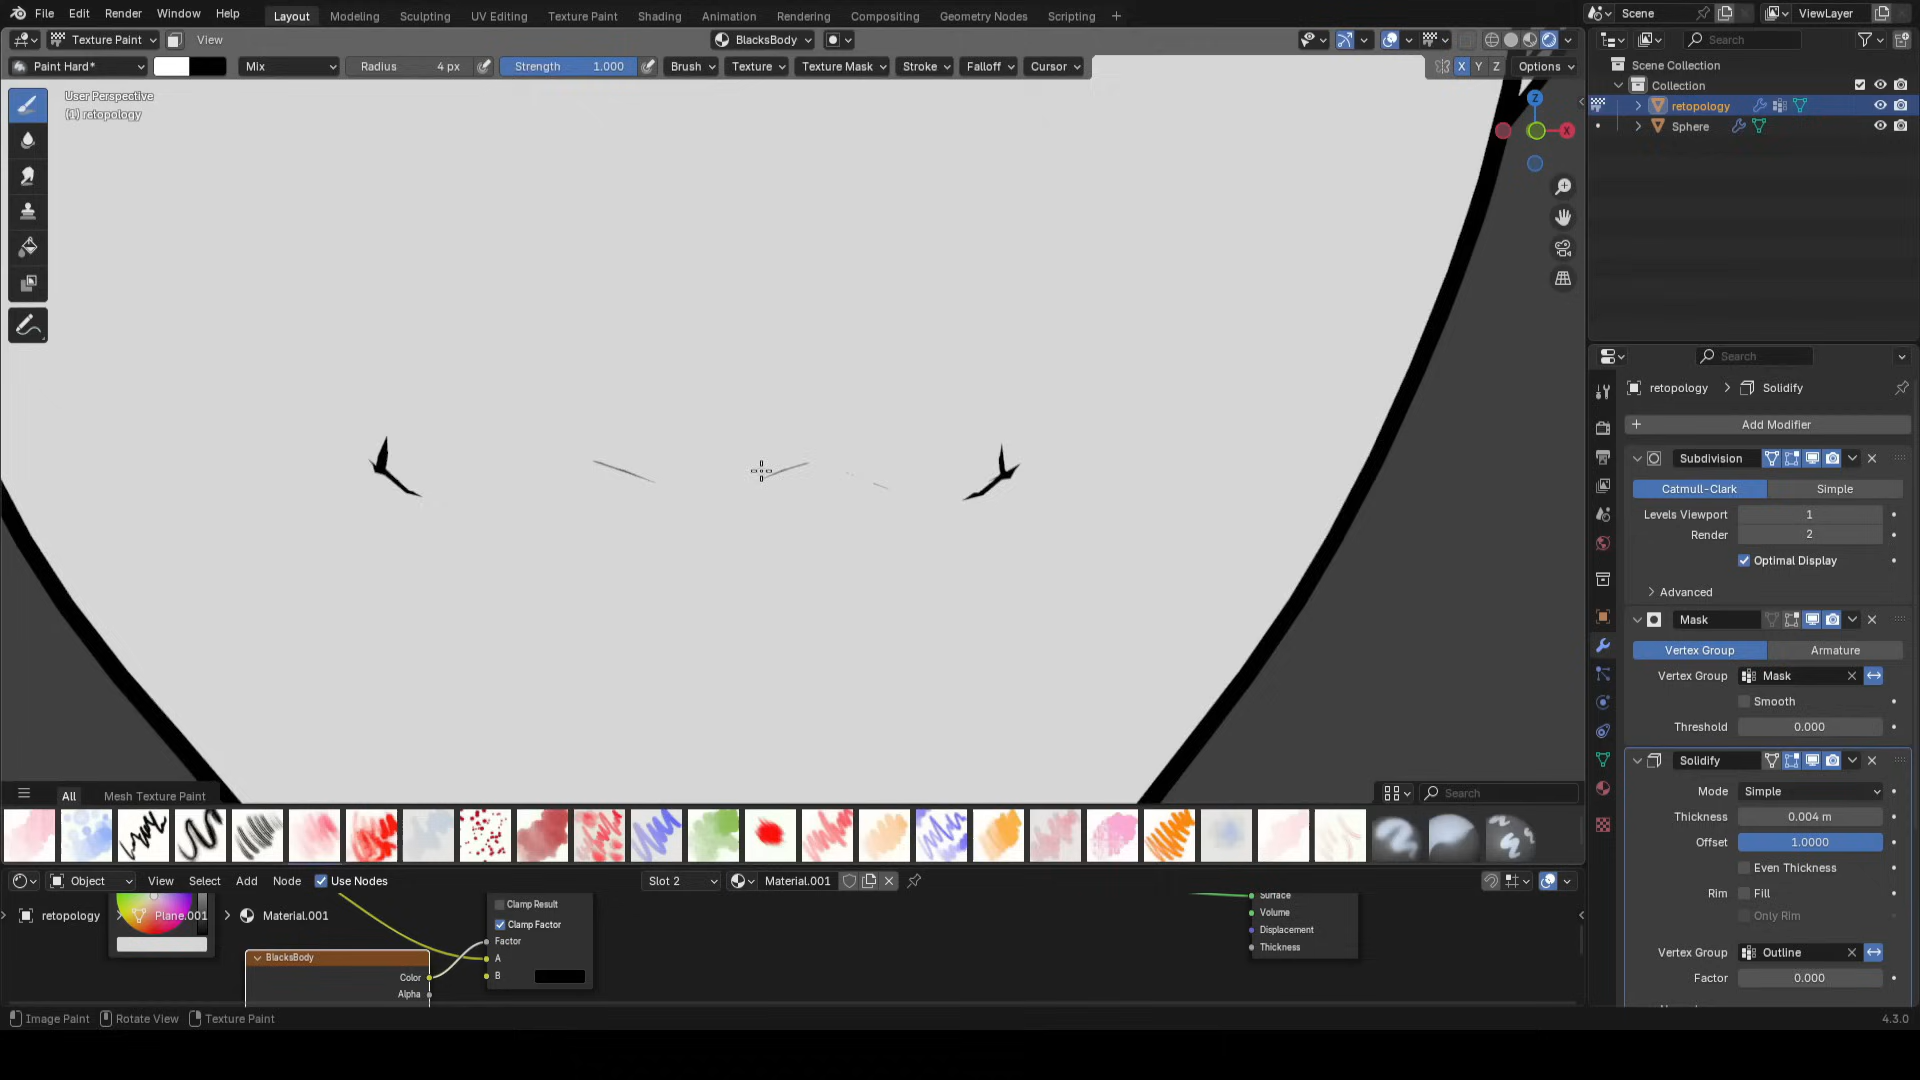 File Edit Render Window Help Layout Modeling Sculpting UV Editing Texture Paint Shading Animation Rendering Compositing Geometry Nodes Scripting + Scene ViewLayer
Texture Paint View BlacksBody Search
Paint Hard* Mix Radius 4 px Strength 1.000 Brush Texture Texture Mask Stroke Falloff Cursor X Y Z Options
Scene Collection
Collection
retopology
Sphere
User Perspective
(1) retopology
Z
X
Search
retopology > Solidify
+ Add Modifier
Subdivision
Catmull-Clark Simple
Levels Viewport 1
Render 2
Optimal Display
Advanced
Mask
Vertex Group Armature
Vertex Group Mask
Smooth
Threshold 0.000
Solidify
Mode Simple
Thickness 0.004 m
Offset 1.0000
Even Thickness
Rim Fill
Only Rim
Vertex Group Outline
Factor 0.000
All Mesh Texture Paint Search
Object View Select Add Node Use Nodes Slot 2 Material.001
retopology > Plane.001 > Material.001
BlacksBody
Color
Alpha
Clamp Result
Clamp Factor
Factor
A
B
Surface
Volume
Displacement
Thickness
Image Paint Rotate View Texture Paint 4.3.0